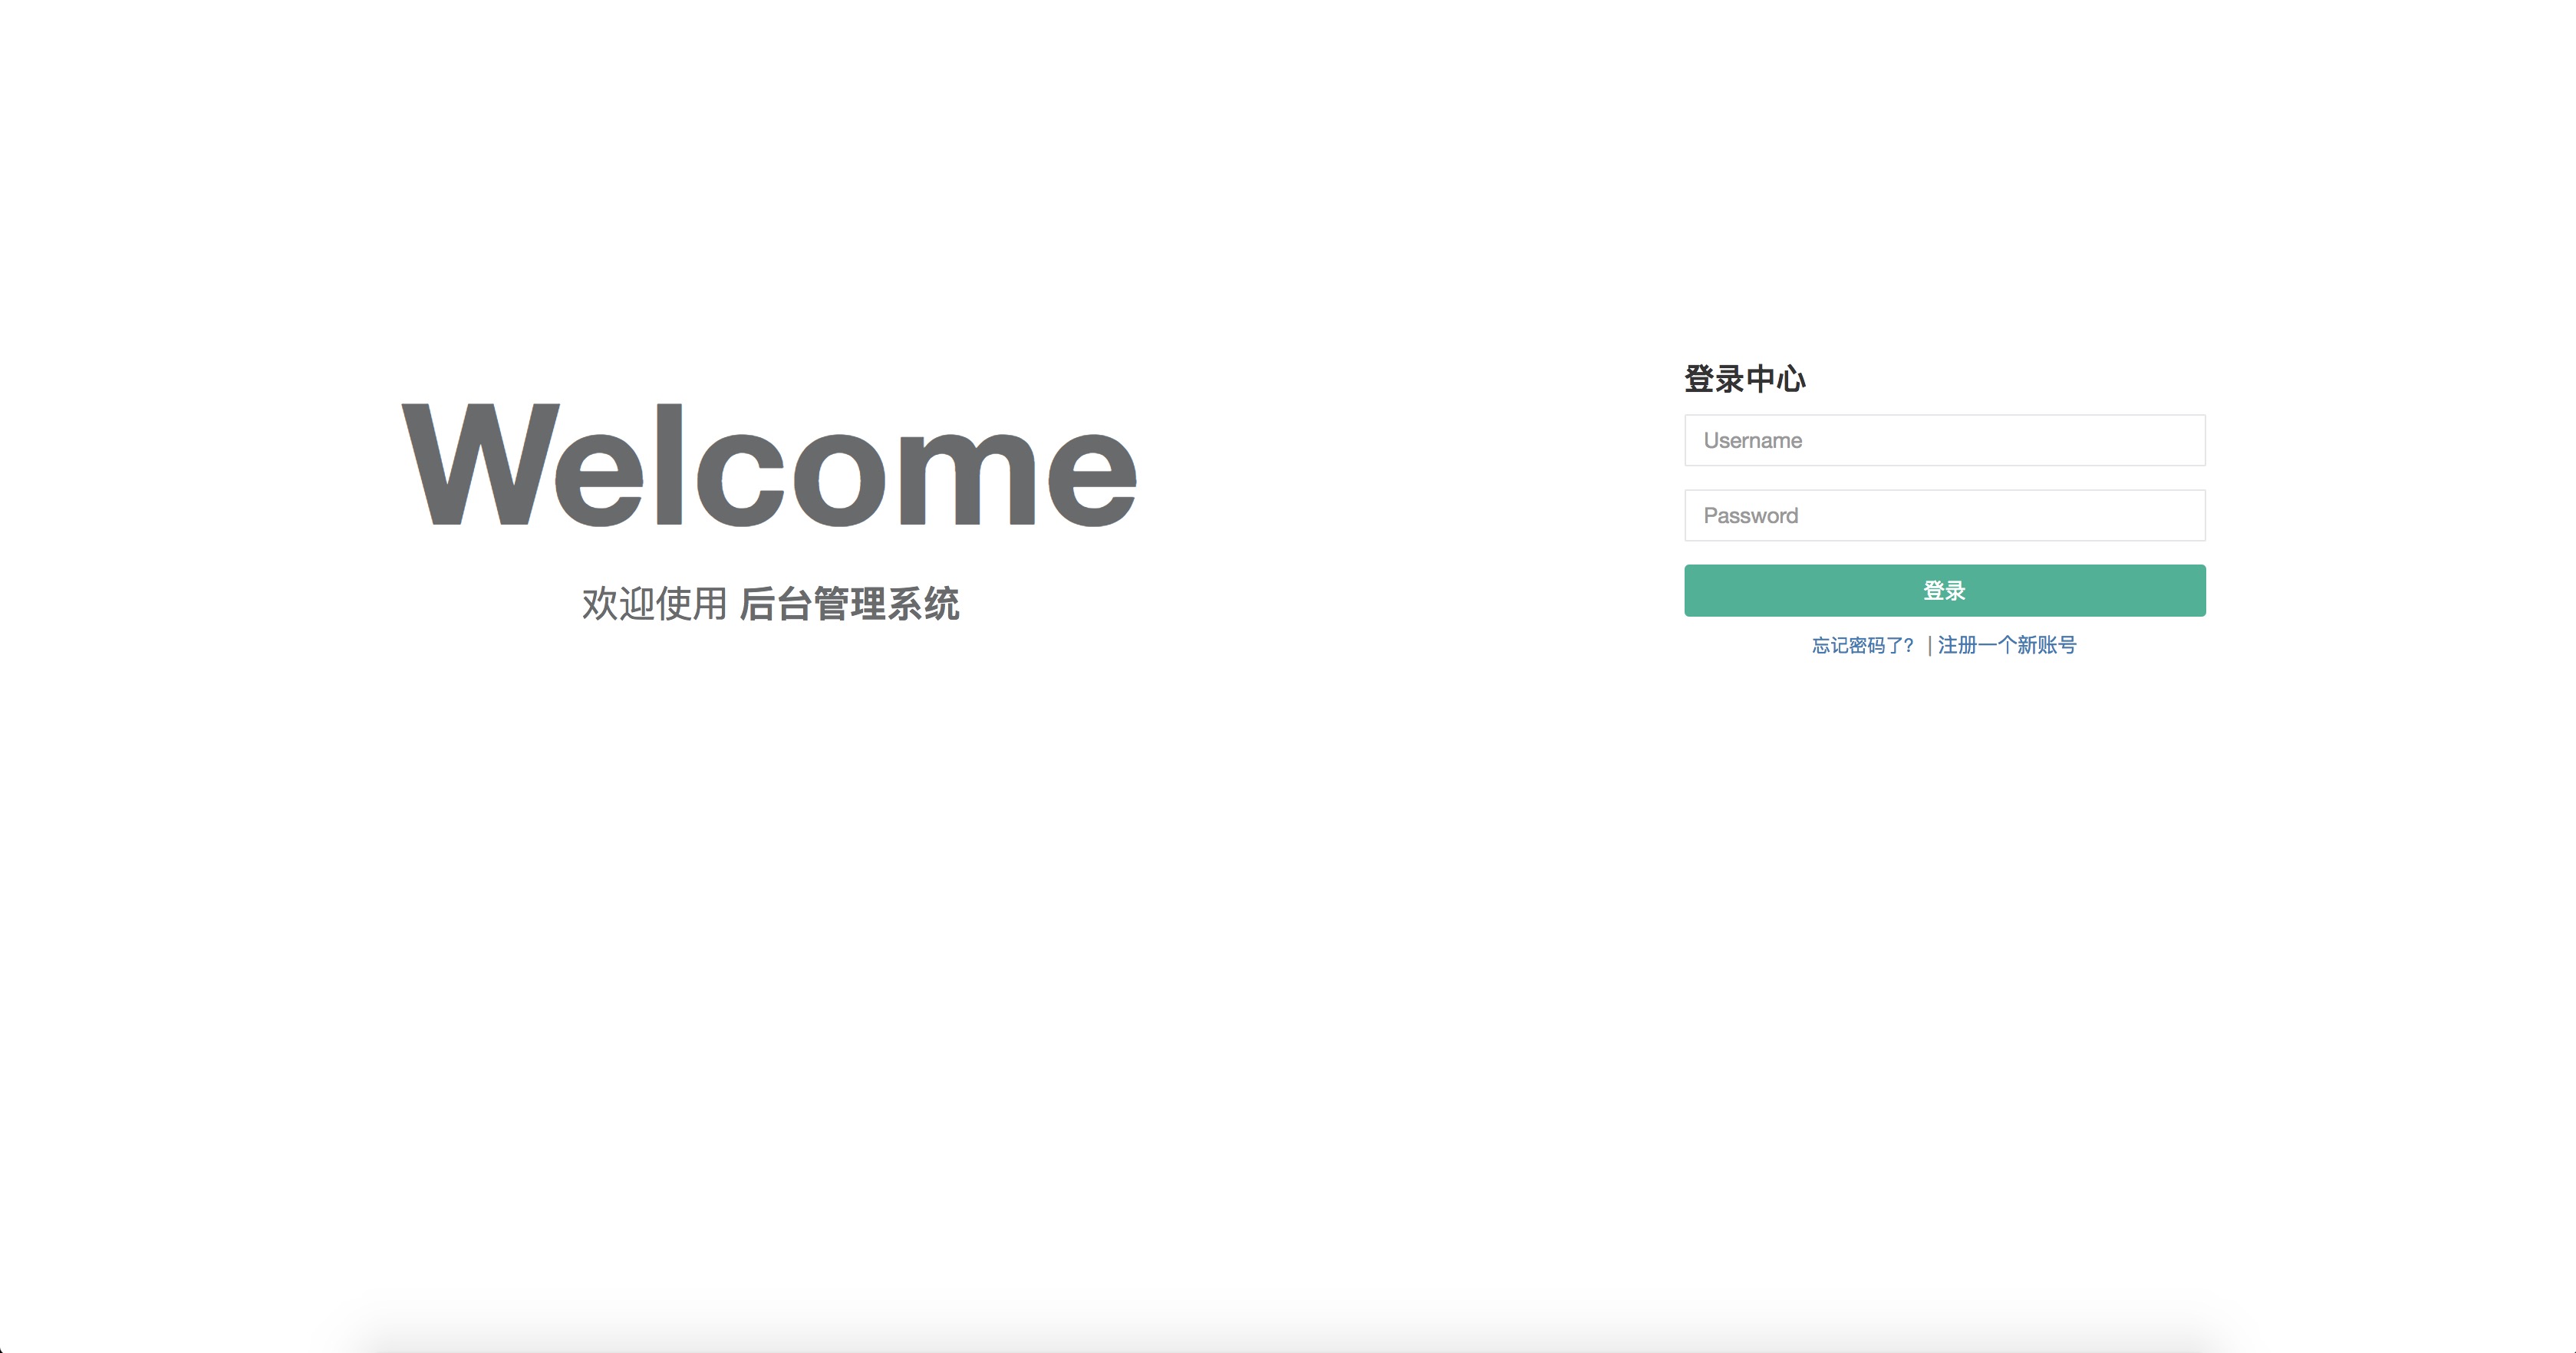 Welcome
欢迎使用 后台管理系统
登录中心
Username
Password
登录
忘记密码了? | 注册一个新账号